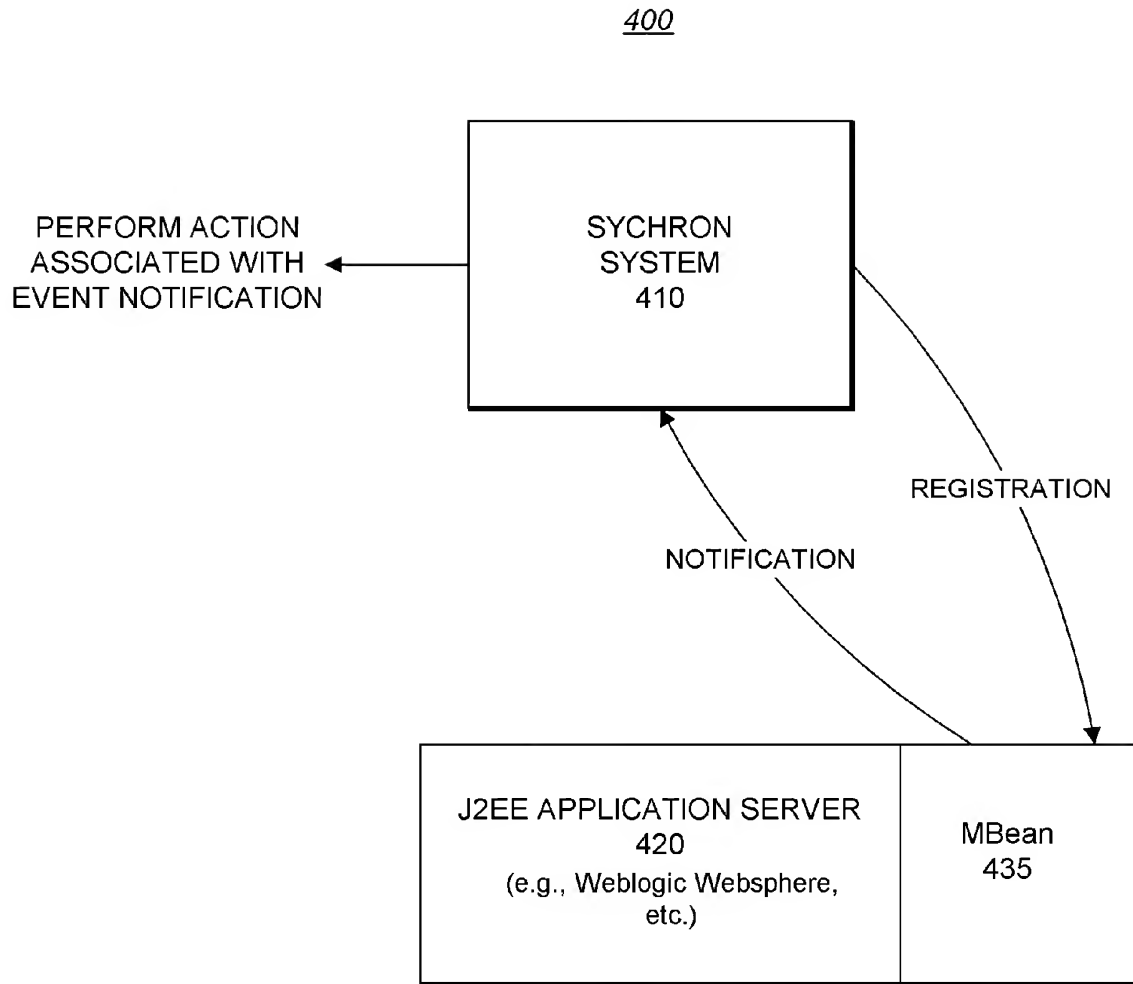 400
PERFORM ACTION
ASSOCIATED WITH
EVENT NOTIFICATION
SYCHRON
SYSTEM
410
REGISTRATION
NOTIFICATION
J2EE APPLICATION SERVER
420
(e.g., Weblogic Websphere,
etc.)
MBean
435